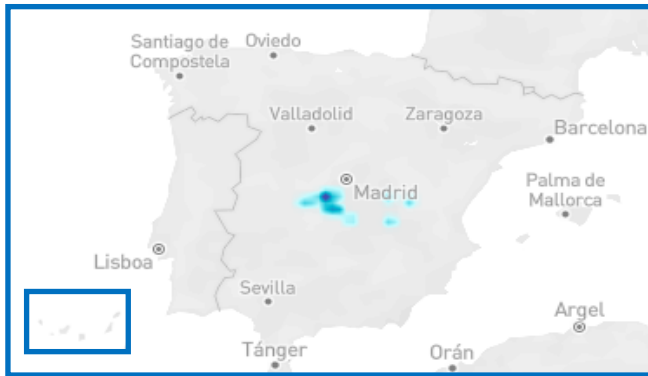 Santiago de
Compostela
Oviedo
Valladolid
Zaragoza
Barcelona
Madrid
Palma de
Mallorca
Lisboa
Sevilla
Argel
Tánger
Orán